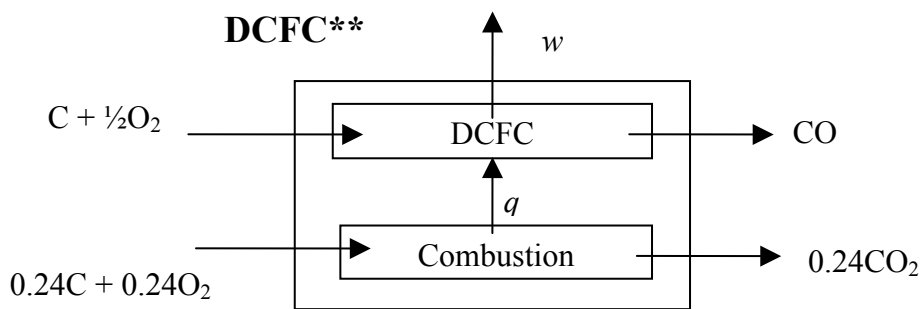 DCFC**
w
C + ½O₂
DCFC
CO
q
Combustion
0.24C + 0.24O₂
0.24CO₂